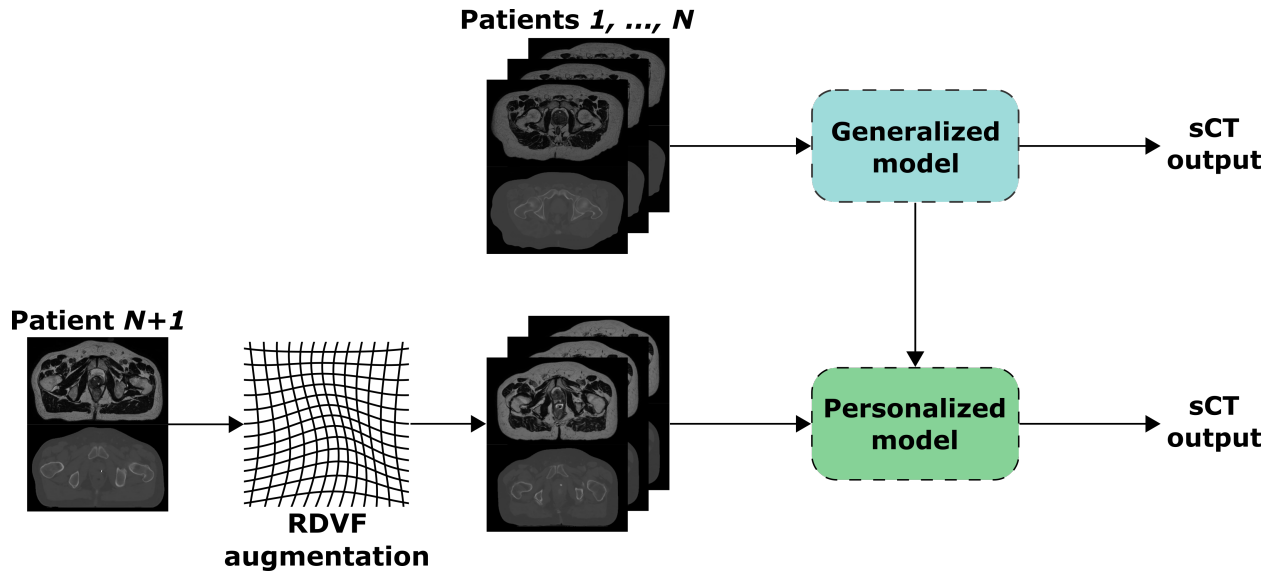 Patients 1, ..., N
Generalized
model
sCT
output
Patient N+1
RDVF
augmentation
Personalized
model
sCT
output